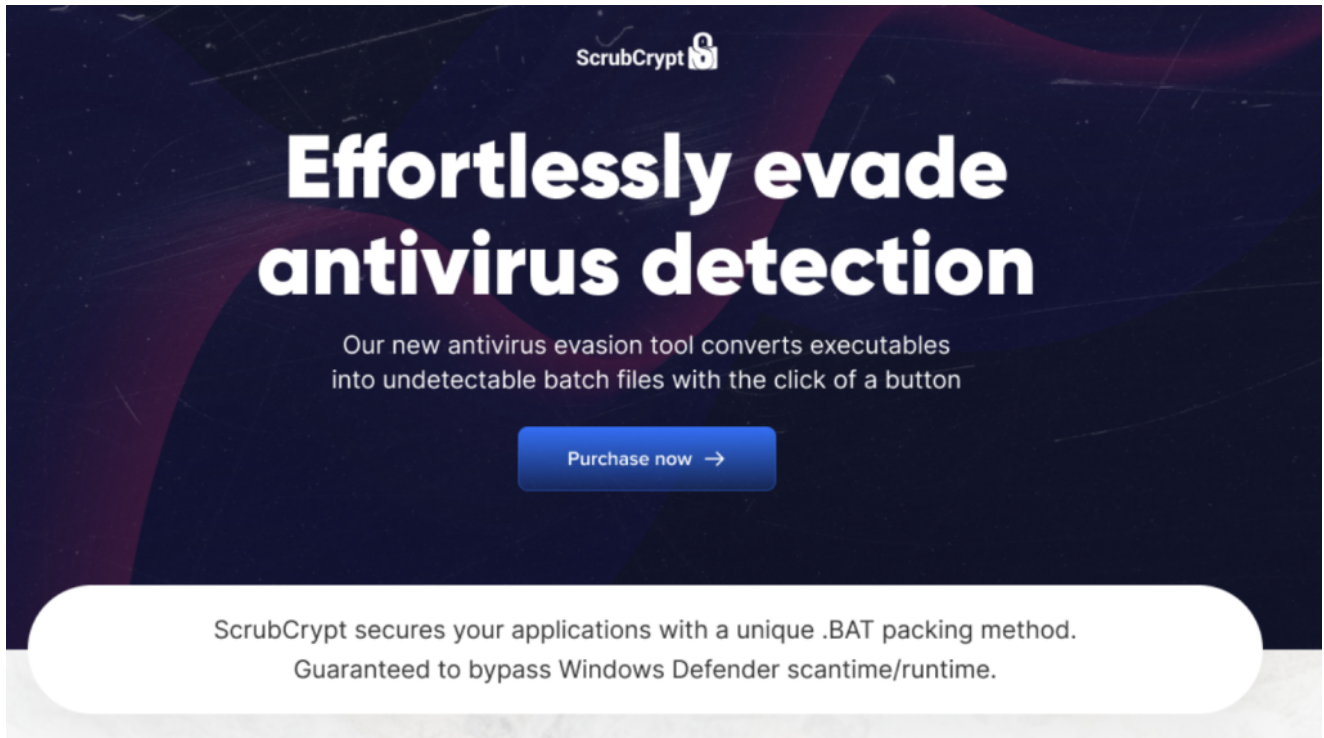 ScrubCrypt
Effortlessly evade
antivirus detection
Our new antivirus evasion tool converts executables
into undetectable batch files with the click of a button
Purchase now →
ScrubCrypt secures your applications with a unique .BAT packing method.
Guaranteed to bypass Windows Defender scantime/runtime.